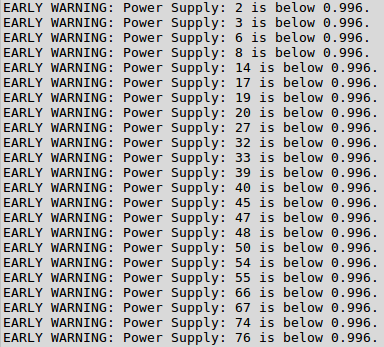 EARLY WARNING: Power Supply: 2 is below 0.996.
EARLY WARNING: Power Supply: 3 is below 0.996.
EARLY WARNING: Power Supply: 6 is below 0.996.
EARLY WARNING: Power Supply: 8 is below 0.996.
EARLY WARNING: Power Supply: 14 is below 0.996.
EARLY WARNING: Power Supply: 17 is below 0.996.
EARLY WARNING: Power Supply: 19 is below 0.996.
EARLY WARNING: Power Supply: 20 is below 0.996.
EARLY WARNING: Power Supply: 27 is below 0.996.
EARLY WARNING: Power Supply: 32 is below 0.996.
EARLY WARNING: Power Supply: 33 is below 0.996.
EARLY WARNING: Power Supply: 39 is below 0.996.
EARLY WARNING: Power Supply: 40 is below 0.996.
EARLY WARNING: Power Supply: 45 is below 0.996.
EARLY WARNING: Power Supply: 47 is below 0.996.
EARLY WARNING: Power Supply: 48 is below 0.996.
EARLY WARNING: Power Supply: 50 is below 0.996.
EARLY WARNING: Power Supply: 54 is below 0.996.
EARLY WARNING: Power Supply: 55 is below 0.996.
EARLY WARNING: Power Supply: 66 is below 0.996.
EARLY WARNING: Power Supply: 67 is below 0.996.
EARLY WARNING: Power Supply: 74 is below 0.996.
EARLY WARNING: Power Supply: 76 is below 0.996.